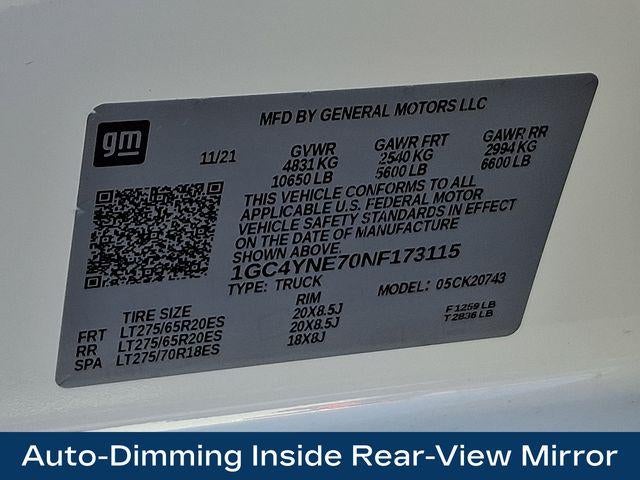 MFD BY GENERAL MOTORS LLC
gm
11/21
GVWR
4831 KG
10650 LB
GAWR FRT
2540 KG
5600 LB
GAWR RR
2994 KG
6600 LB
THIS VEHICLE CONFORMS TO ALL
APPLICABLE U.S. FEDERAL MOTOR
VEHICLE SAFETY STANDARDS IN EFFECT
ON THE DATE OF MANUFACTURE
SHOWN ABOVE.
1GC4YNE70NF173115
TYPE: TRUCK
MODEL: 05CK20743
TIRE SIZE RIM
FRT LT275/65R20ES 20X8.5J
RR LT275/65R20ES 20X8.5J
SPA LT275/70R18ES 18X8J
F1259 LB
T2836 LB
Auto-Dimming Inside Rear-View Mirror